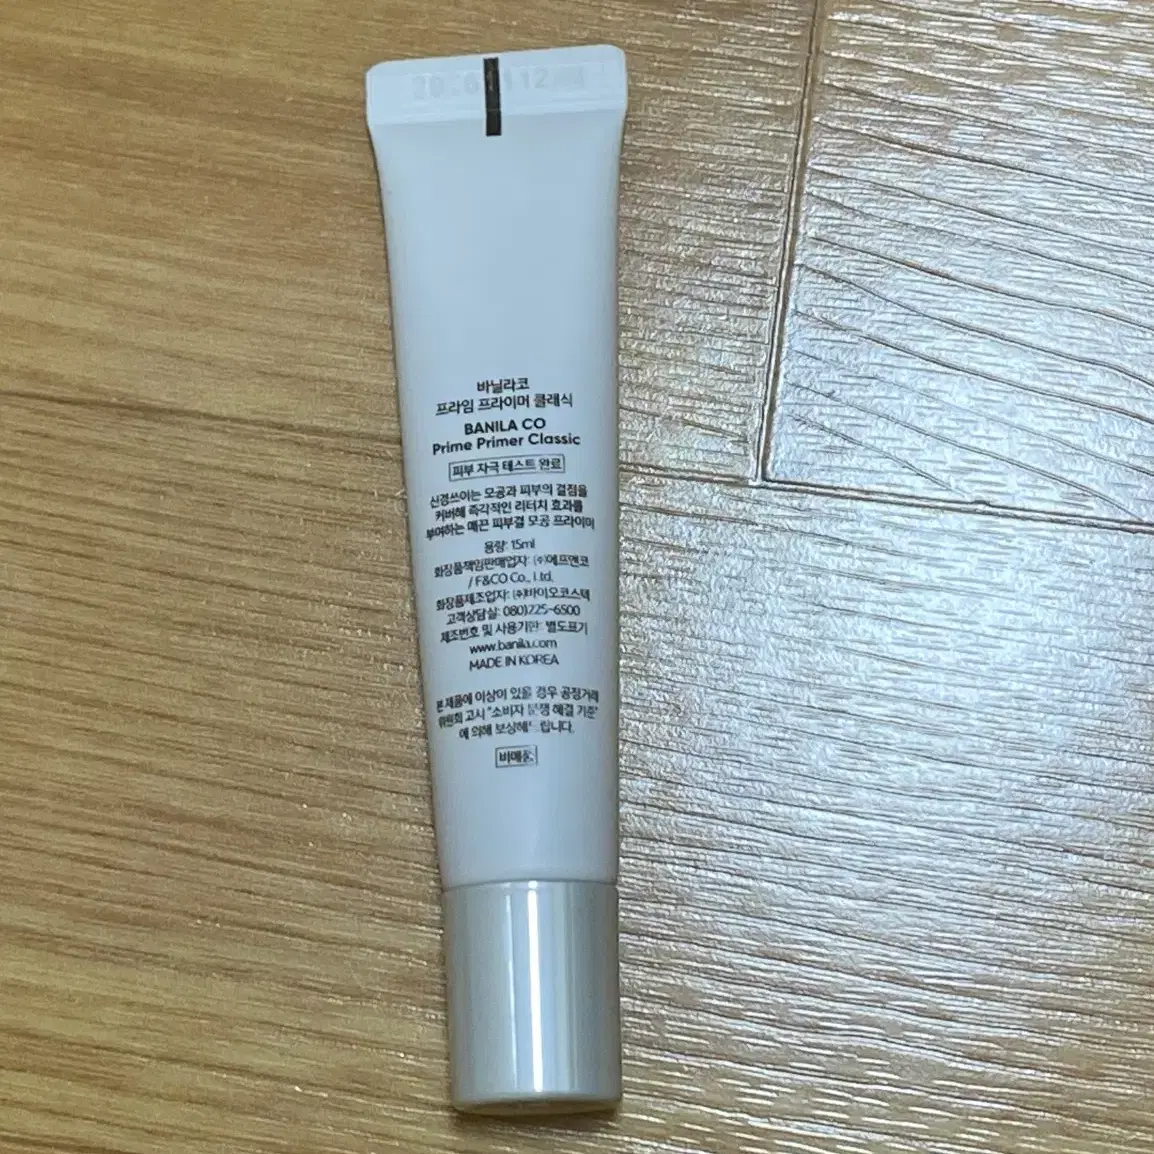 바닐라코
프라임 프라이머 클래식
BANILA CO
Prime Primer Classic
피부 자극 테스트 완료
신경쓰이는 모공과 피부의 결점을
커버해 즉각적인 리터치 효과를
부여하는 매끈 피부결 모공 프라이머
용량: 15ml
화장품책임판매업자: (주)에프앤코
/ F&CO Co., Ltd.
화장품제조업자: (주)바이오코스텍
고객상담실: 080)725-6500
제조번호 및 사용기한: 별도표기
www.banila.com
MADE IN KOREA
본 제품에 이상이 있을 경우 공정거래
위원회 고시 "소비자 분쟁 해결 기준"
에 의해 보상해드립니다.
비매품